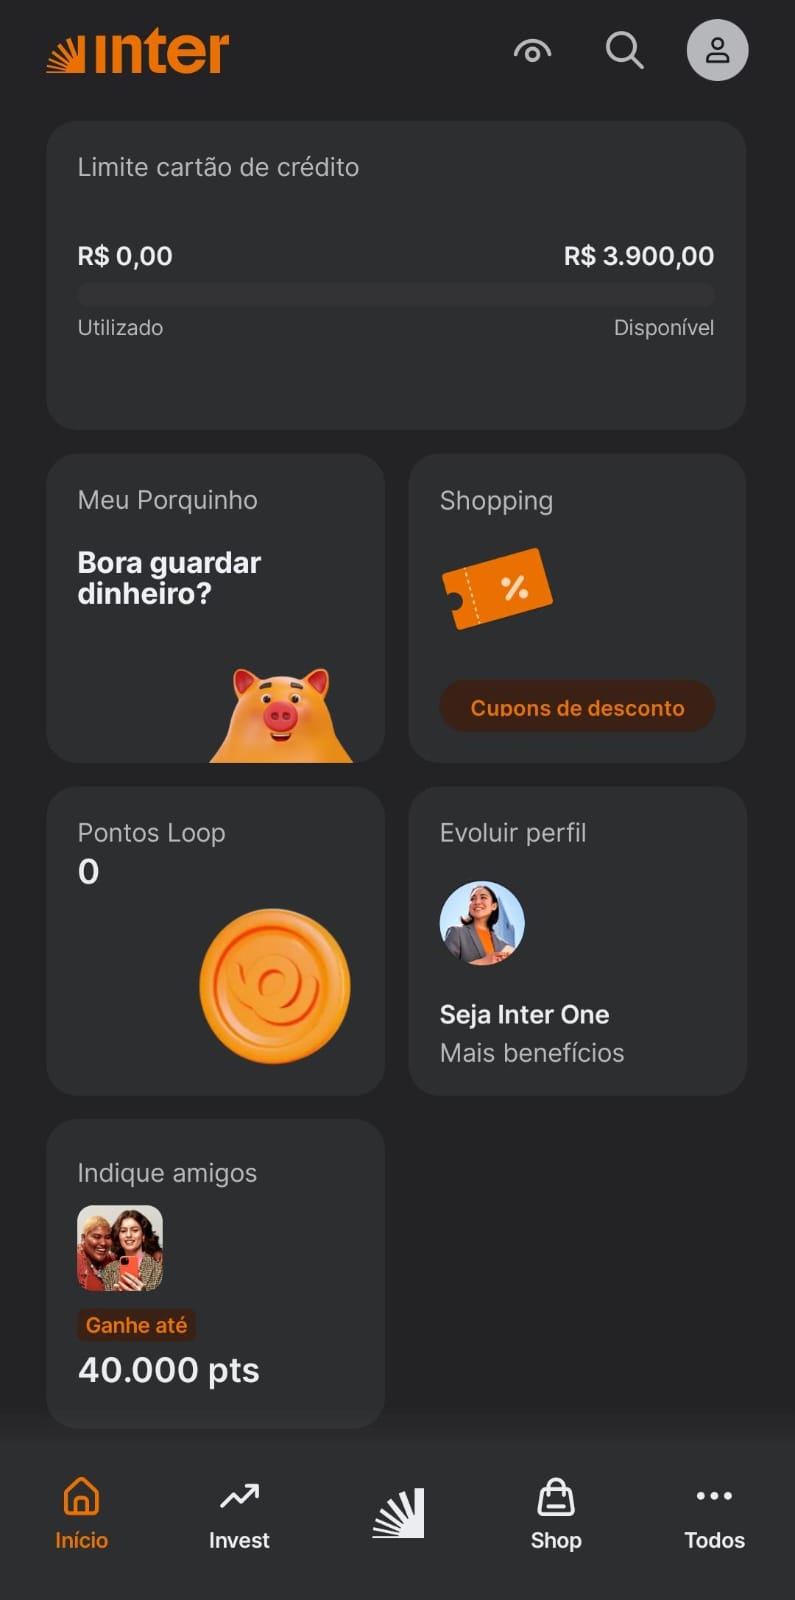 inter
Limite cartão de crédito
R$ 0,00 R$ 3.900,00
Utilizado Disponível
Meu Porquinho
Bora guardar
dinheiro?
Shopping
%
Cupons de desconto
Pontos Loop
0
Evoluir perfil
Seja Inter One
Mais benefícios
Indique amigos
Ganhe até
40.000 pts
Início Invest Shop Todos